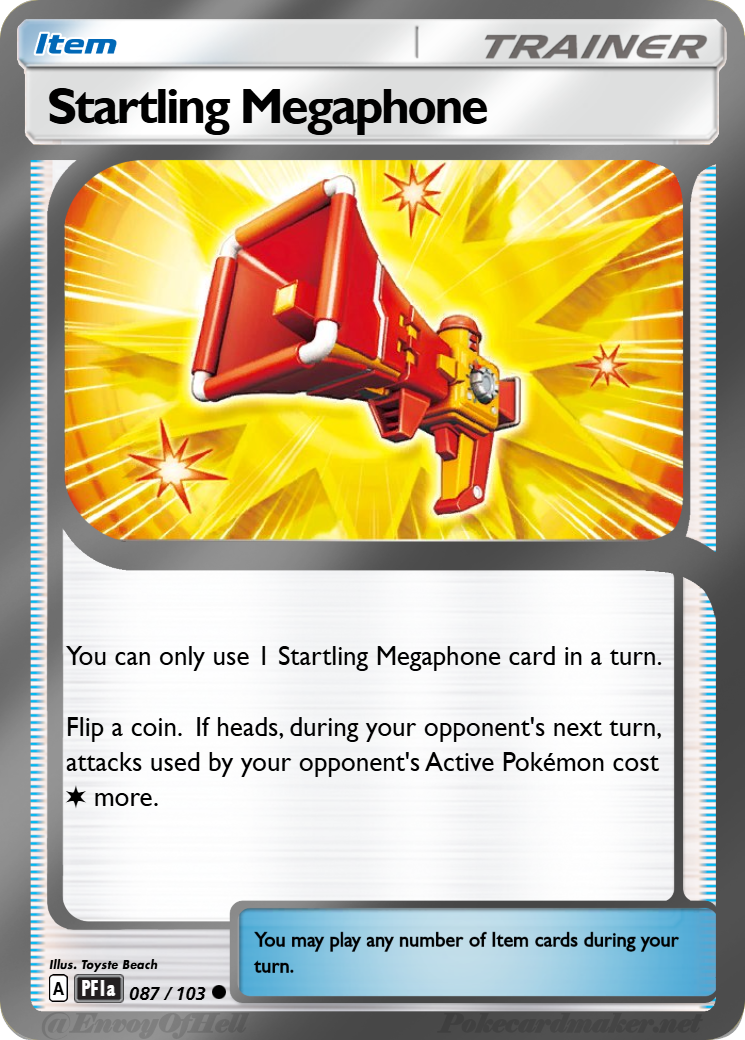 Item
TRAINER
Startling Megaphone
You can only use 1 Startling Megaphone card in a turn.
Flip a coin. If heads, during your opponent's next turn,
attacks used by your opponent's Active Pokémon cost
✶ more.
You may play any number of Item cards during your
turn.
Illus. Toyste Beach
A PF1a 087 / 103 ●
@EnvoyOfHell
Pokecardmaker.net